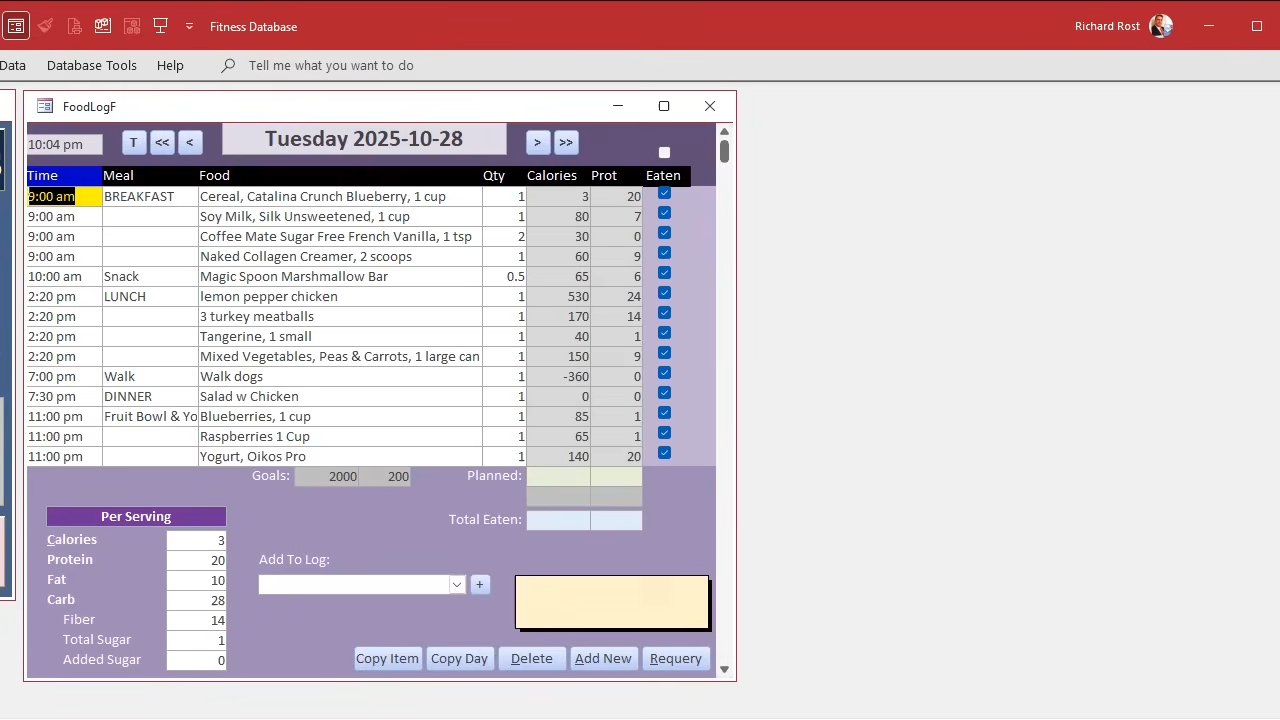 Fitness Database
Richard Rost
Data Database Tools Help Tell me what you want to do
FoodLogF
10:04 pm T << < Tuesday 2025-10-28 > >>
Time Meal Food Qty Calories Prot Eaten
9:00 am BREAKFAST Cereal, Catalina Crunch Blueberry, 1 cup 1 3 20
9:00 am Soy Milk, Silk Unsweetened, 1 cup 1 80 7
9:00 am Coffee Mate Sugar Free French Vanilla, 1 tsp 2 30 0
9:00 am Naked Collagen Creamer, 2 scoops 1 60 9
10:00 am Snack Magic Spoon Marshmallow Bar 0.5 65 6
2:20 pm LUNCH lemon pepper chicken 1 530 24
2:20 pm 3 turkey meatballs 1 170 14
2:20 pm Tangerine, 1 small 1 40 1
2:20 pm Mixed Vegetables, Peas & Carrots, 1 large can 1 150 9
7:00 pm Walk Walk dogs 1 -360 0
7:30 pm DINNER Salad w Chicken 1 0 0
11:00 pm Fruit Bowl & Yo Blueberries, 1 cup 1 85 1
11:00 pm Raspberries 1 Cup 1 65 1
11:00 pm Yogurt, Oikos Pro 1 140 20
Goals: 2000 200 Planned:
Total Eaten:
Per Serving
Calories 3
Protein 20
Fat 10
Carb 28
Fiber 14
Total Sugar 1
Added Sugar 0
Add To Log:
+
Copy Item Copy Day Delete Add New Requery